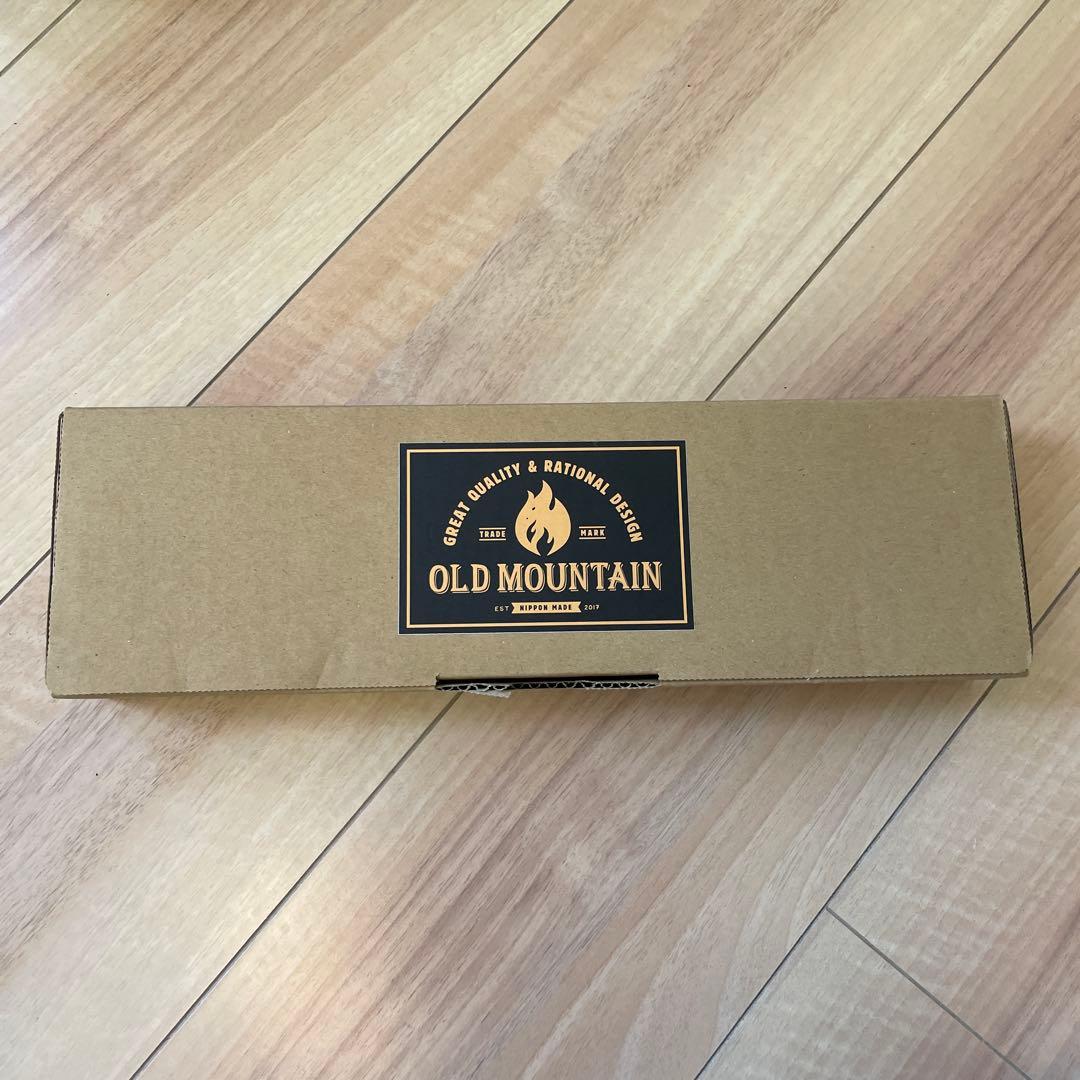 GREAT QUALITY & RATIONAL DESIGN
TRADE MARK
OLD MOUNTAIN
EST NIPPON MADE 2017